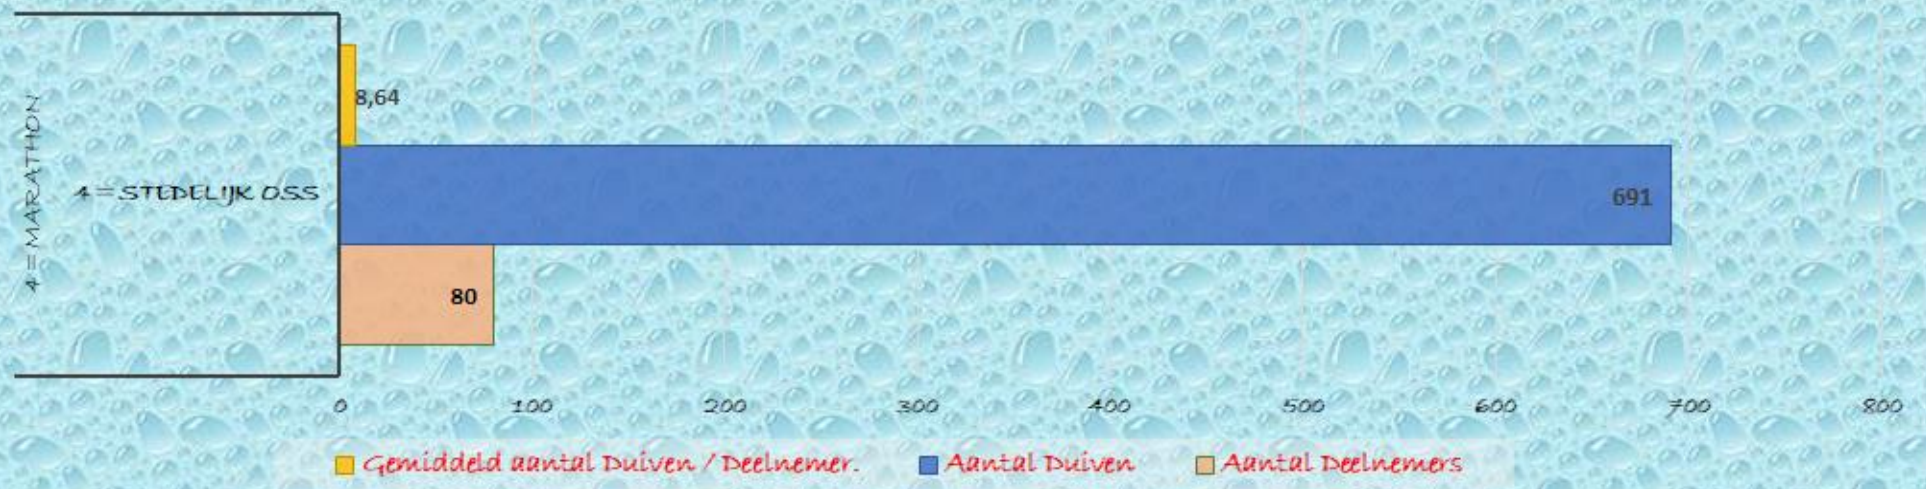 4 = MARATHON
4 = STEDELIJK OSS
8,64
691
80
0 100 200 300 400 500 600 700 800
Gemiddeld aantal Duiven / Deelnemer. Aantal Duiven Aantal Deelnemers